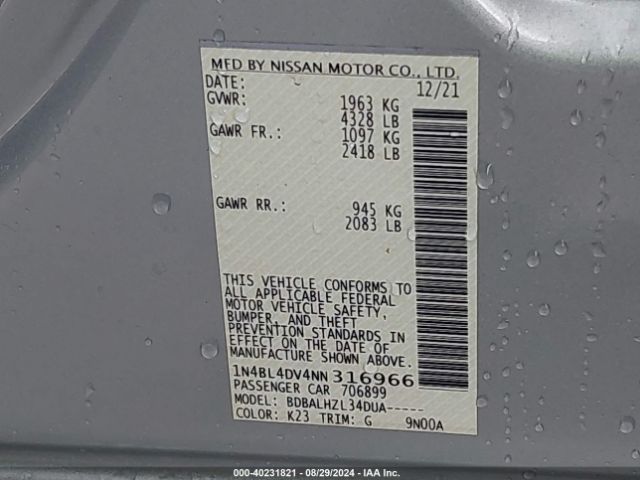 MFD BY NISSAN MOTOR CO., LTD.
DATE: 12/21
GVWR: 1963 KG
4328 LB
GAWR FR.: 1097 KG
2418 LB
GAWR RR.: 945 KG
2083 LB
THIS VEHICLE CONFORMS TO
ALL APPLICABLE FEDERAL
MOTOR VEHICLE SAFETY,
BUMPER, AND THEFT
PREVENTION STANDARDS IN
EFFECT ON THE DATE OF
MANUFACTURE SHOWN ABOVE.
1N4BL4DV4NN316966
PASSENGER CAR 706899
MODEL: BDBALHZL34DUA-----
COLOR: K23 TRIM: G 9N00A
000-40231821 - 08/29/2024 - IAA Inc.